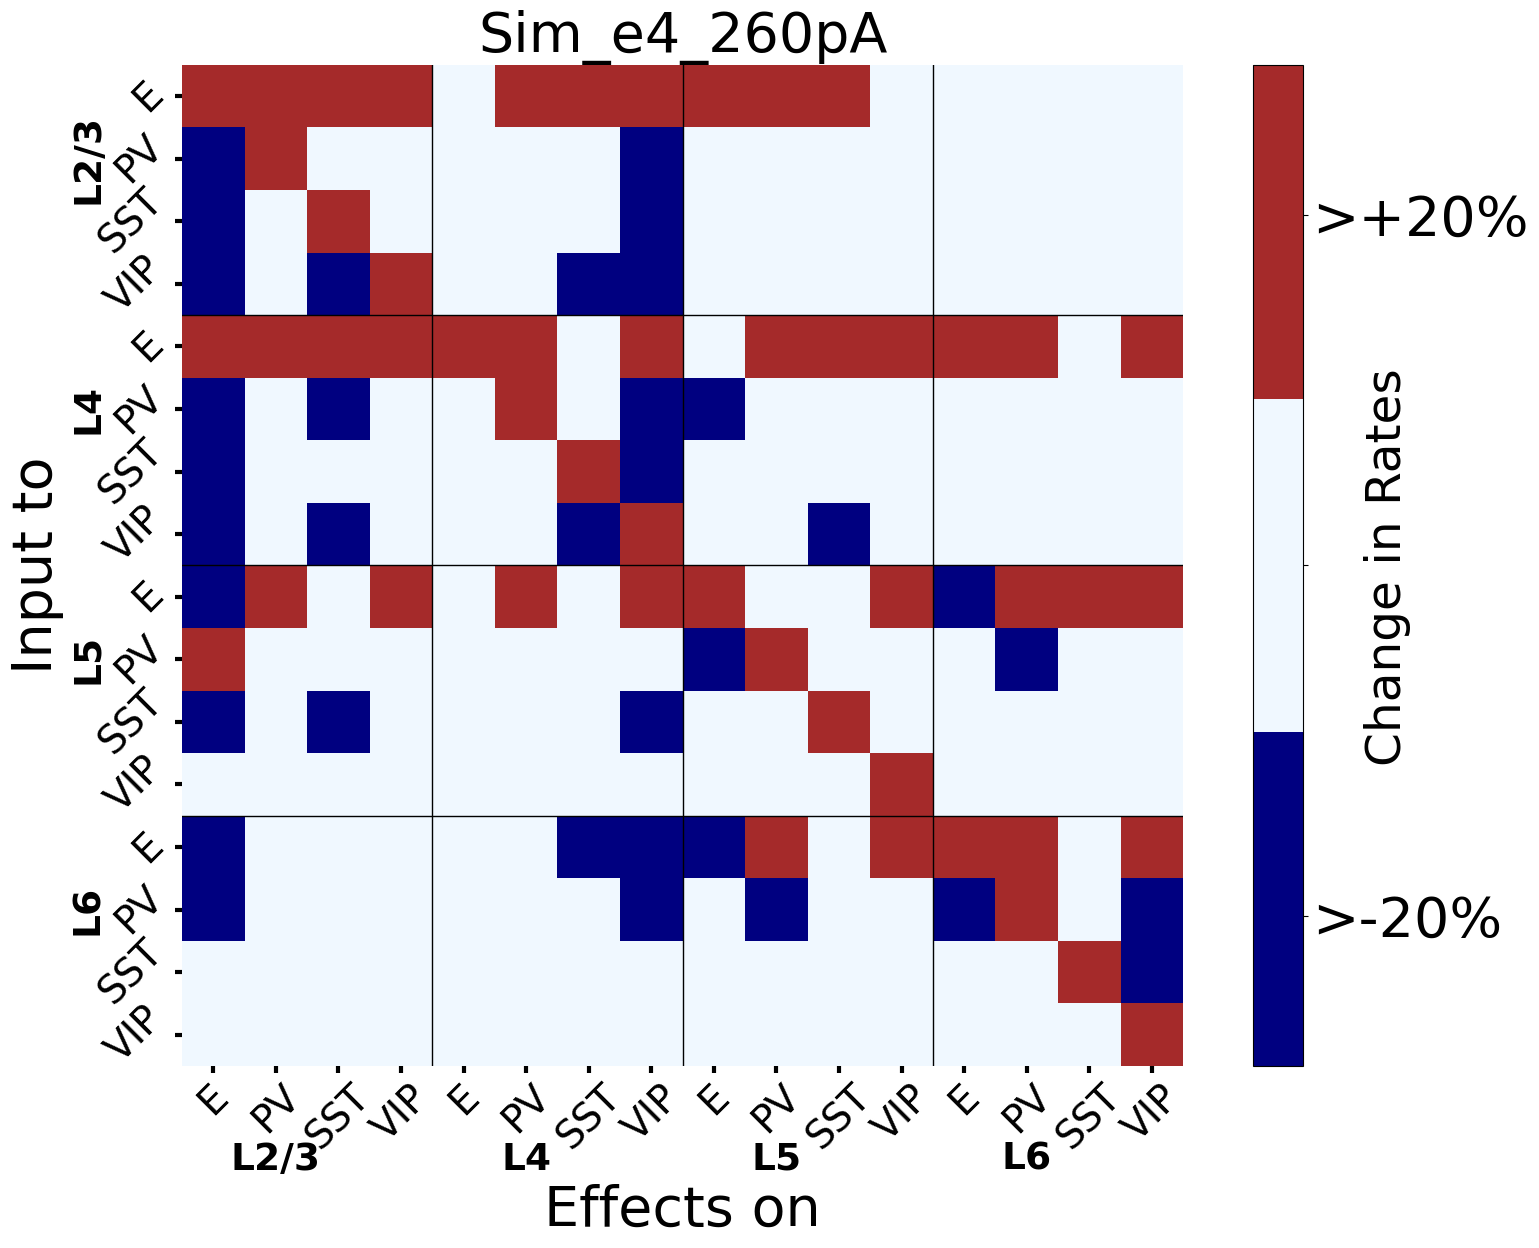 Sim_e4_260pA
Input to
L2/3
E
PV
SST
VIP
L4
E
PV
SST
VIP
L5
E
PV
SST
VIP
L6
E
PV
SST
VIP
E PV SST VIP E PV SST VIP E PV SST VIP E PV SST VIP
L2/3 L4 L5 L6
Effects on
>+20%
>-20%
Change in Rates